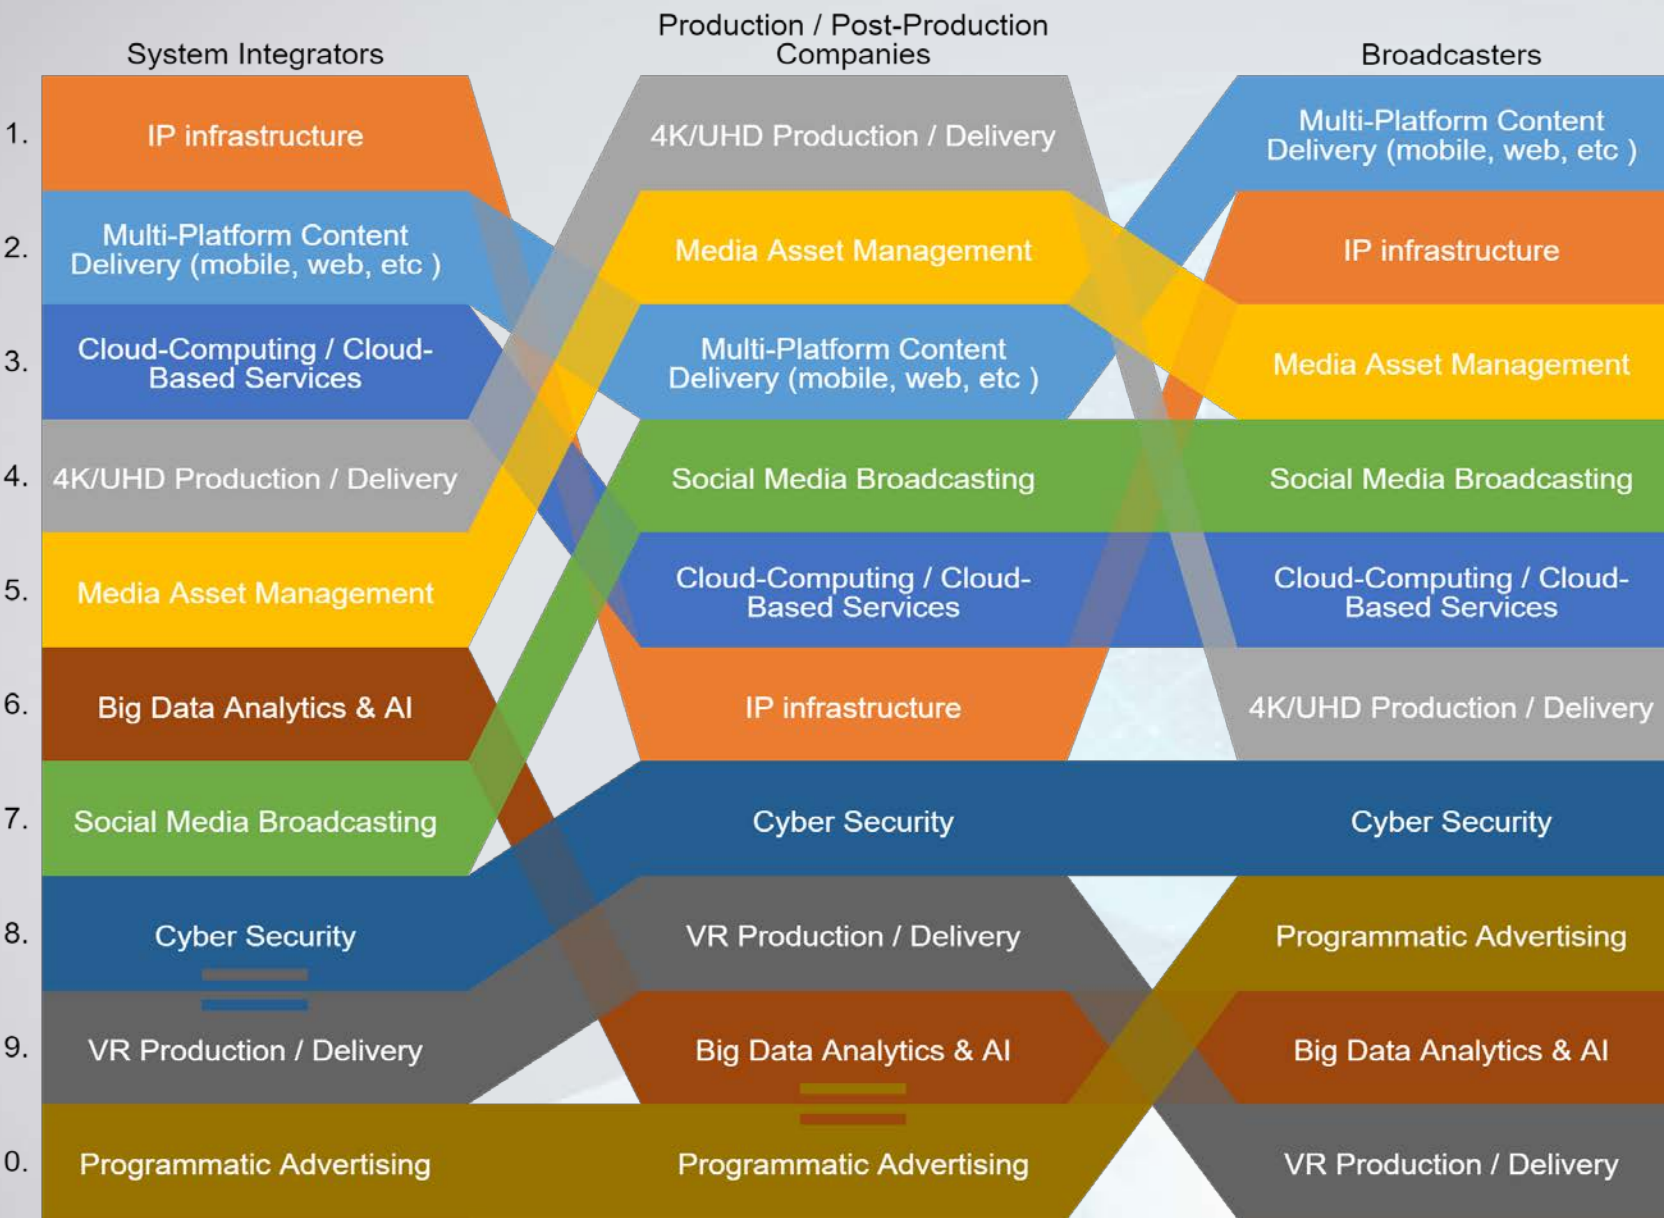 System Integrators
Production / Post-Production
Companies
Broadcasters
1.
IP infrastructure
4K/UHD Production / Delivery
Multi-Platform Content
Delivery (mobile, web, etc )
2.
Multi-Platform Content
Delivery (mobile, web, etc )
Media Asset Management
IP infrastructure
3.
Cloud-Computing / Cloud-
Based Services
Multi-Platform Content
Delivery (mobile, web, etc )
Media Asset Management
4.
4K/UHD Production / Delivery
Social Media Broadcasting
Social Media Broadcasting
5.
Media Asset Management
Cloud-Computing / Cloud-
Based Services
Cloud-Computing / Cloud-
Based Services
6.
Big Data Analytics & AI
IP infrastructure
4K/UHD Production / Delivery
7.
Social Media Broadcasting
Cyber Security
Cyber Security
8.
Cyber Security
VR Production / Delivery
Programmatic Advertising
9.
VR Production / Delivery
Big Data Analytics & AI
Big Data Analytics & AI
0.
Programmatic Advertising
Programmatic Advertising
VR Production / Delivery